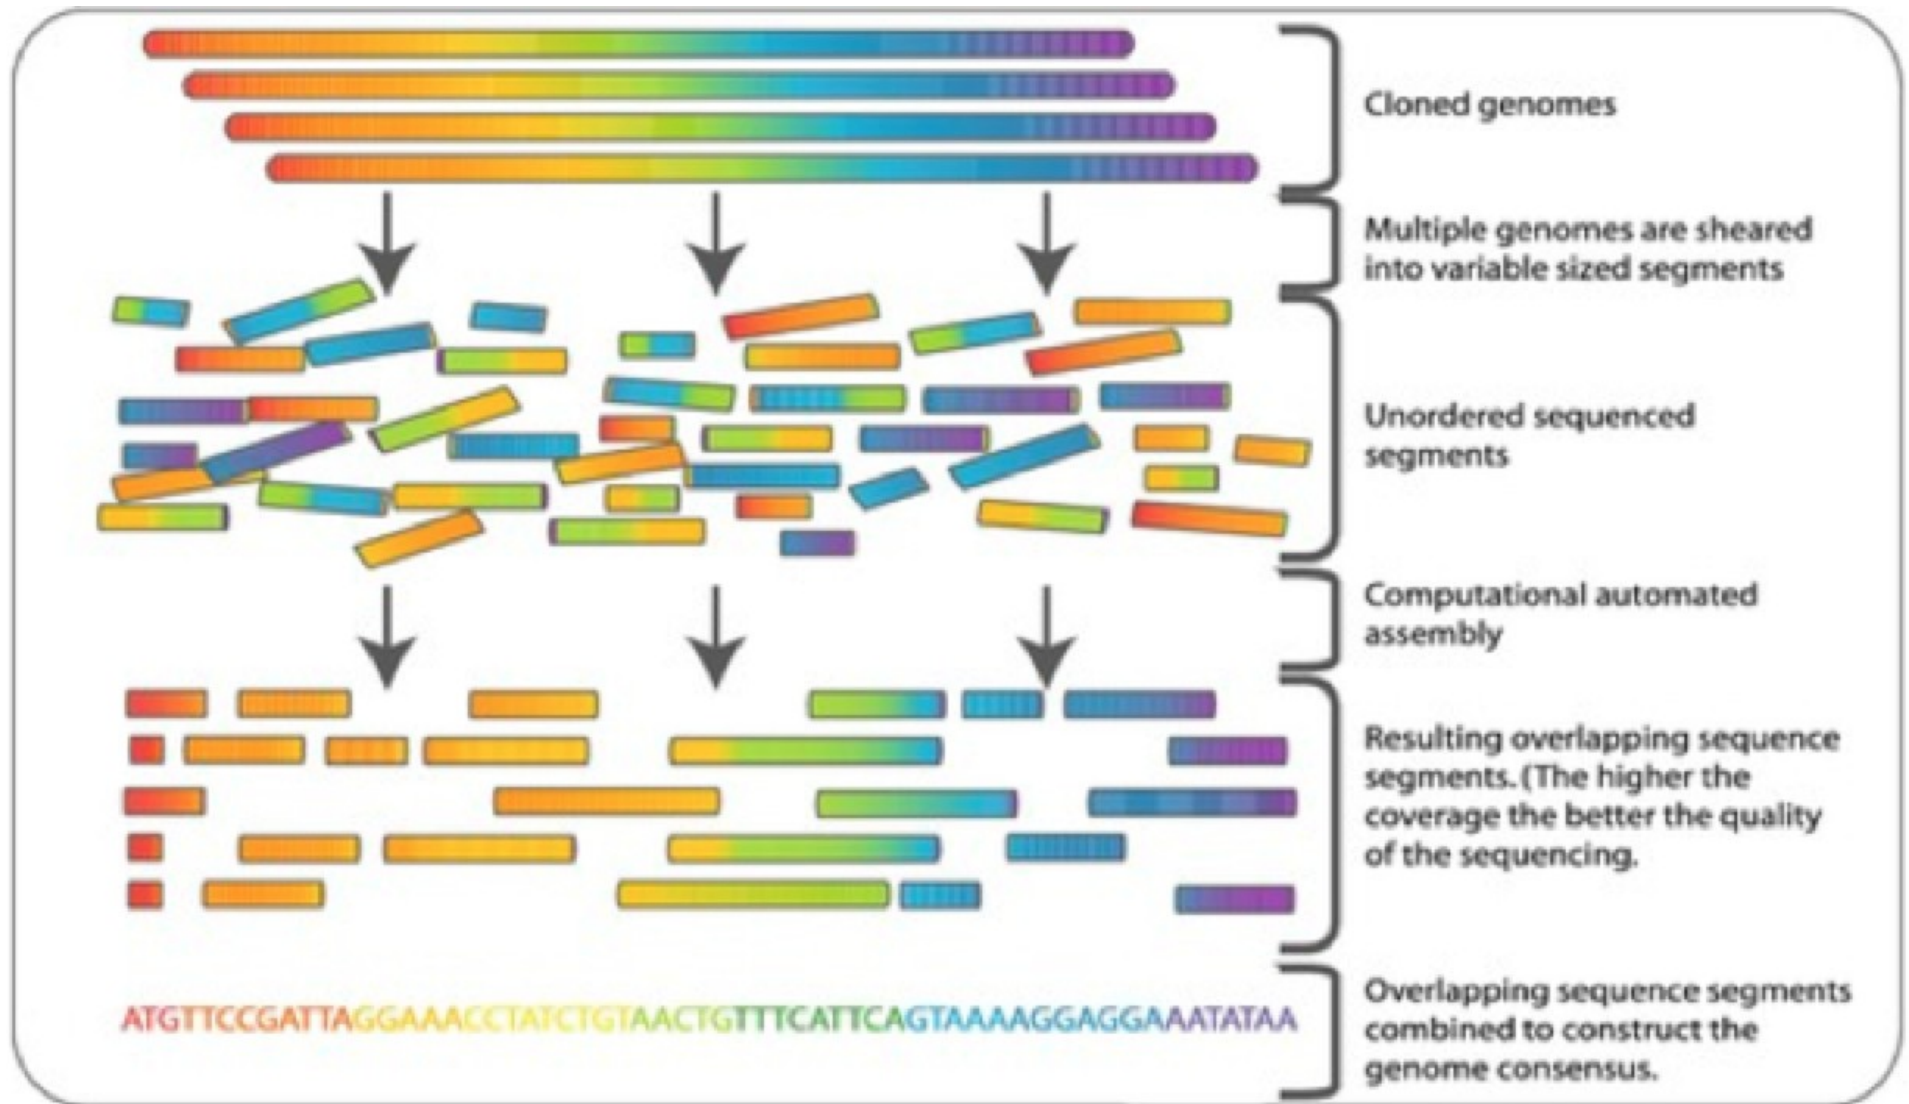 Cloned genomes
Multiple genomes are sheared
into variable sized segments
Unordered sequenced
segments
Computational automated
assembly
Resulting overlapping sequence
segments. (The higher the
coverage the better the quality
of the sequencing.
ATGTTCCGATTAGGAAACCTATCTGTAACTGTTTCATTCAGTAAAAGGAGGAAATATAA
Overlapping sequence segments
combined to construct the
genome consensus.